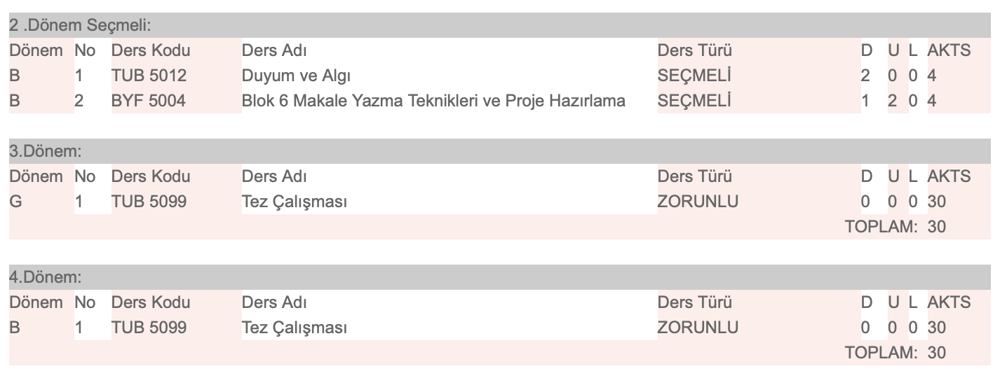 2 .Dönem Seçmeli:
Dönem No Ders Kodu Ders Adı Ders Türü D U L AKTS
B 1 TUB 5012 Duyum ve Algı SEÇMELİ 2 0 0 4
B 2 BYF 5004 Blok 6 Makale Yazma Teknikleri ve Proje Hazırlama SEÇMELİ 1 2 0 4
3.Dönem:
Dönem No Ders Kodu Ders Adı Ders Türü D U L AKTS
G 1 TUB 5099 Tez Çalışması ZORUNLU 0 0 0 30
TOPLAM: 30
4.Dönem:
Dönem No Ders Kodu Ders Adı Ders Türü D U L AKTS
B 1 TUB 5099 Tez Çalışması ZORUNLU 0 0 0 30
TOPLAM: 30